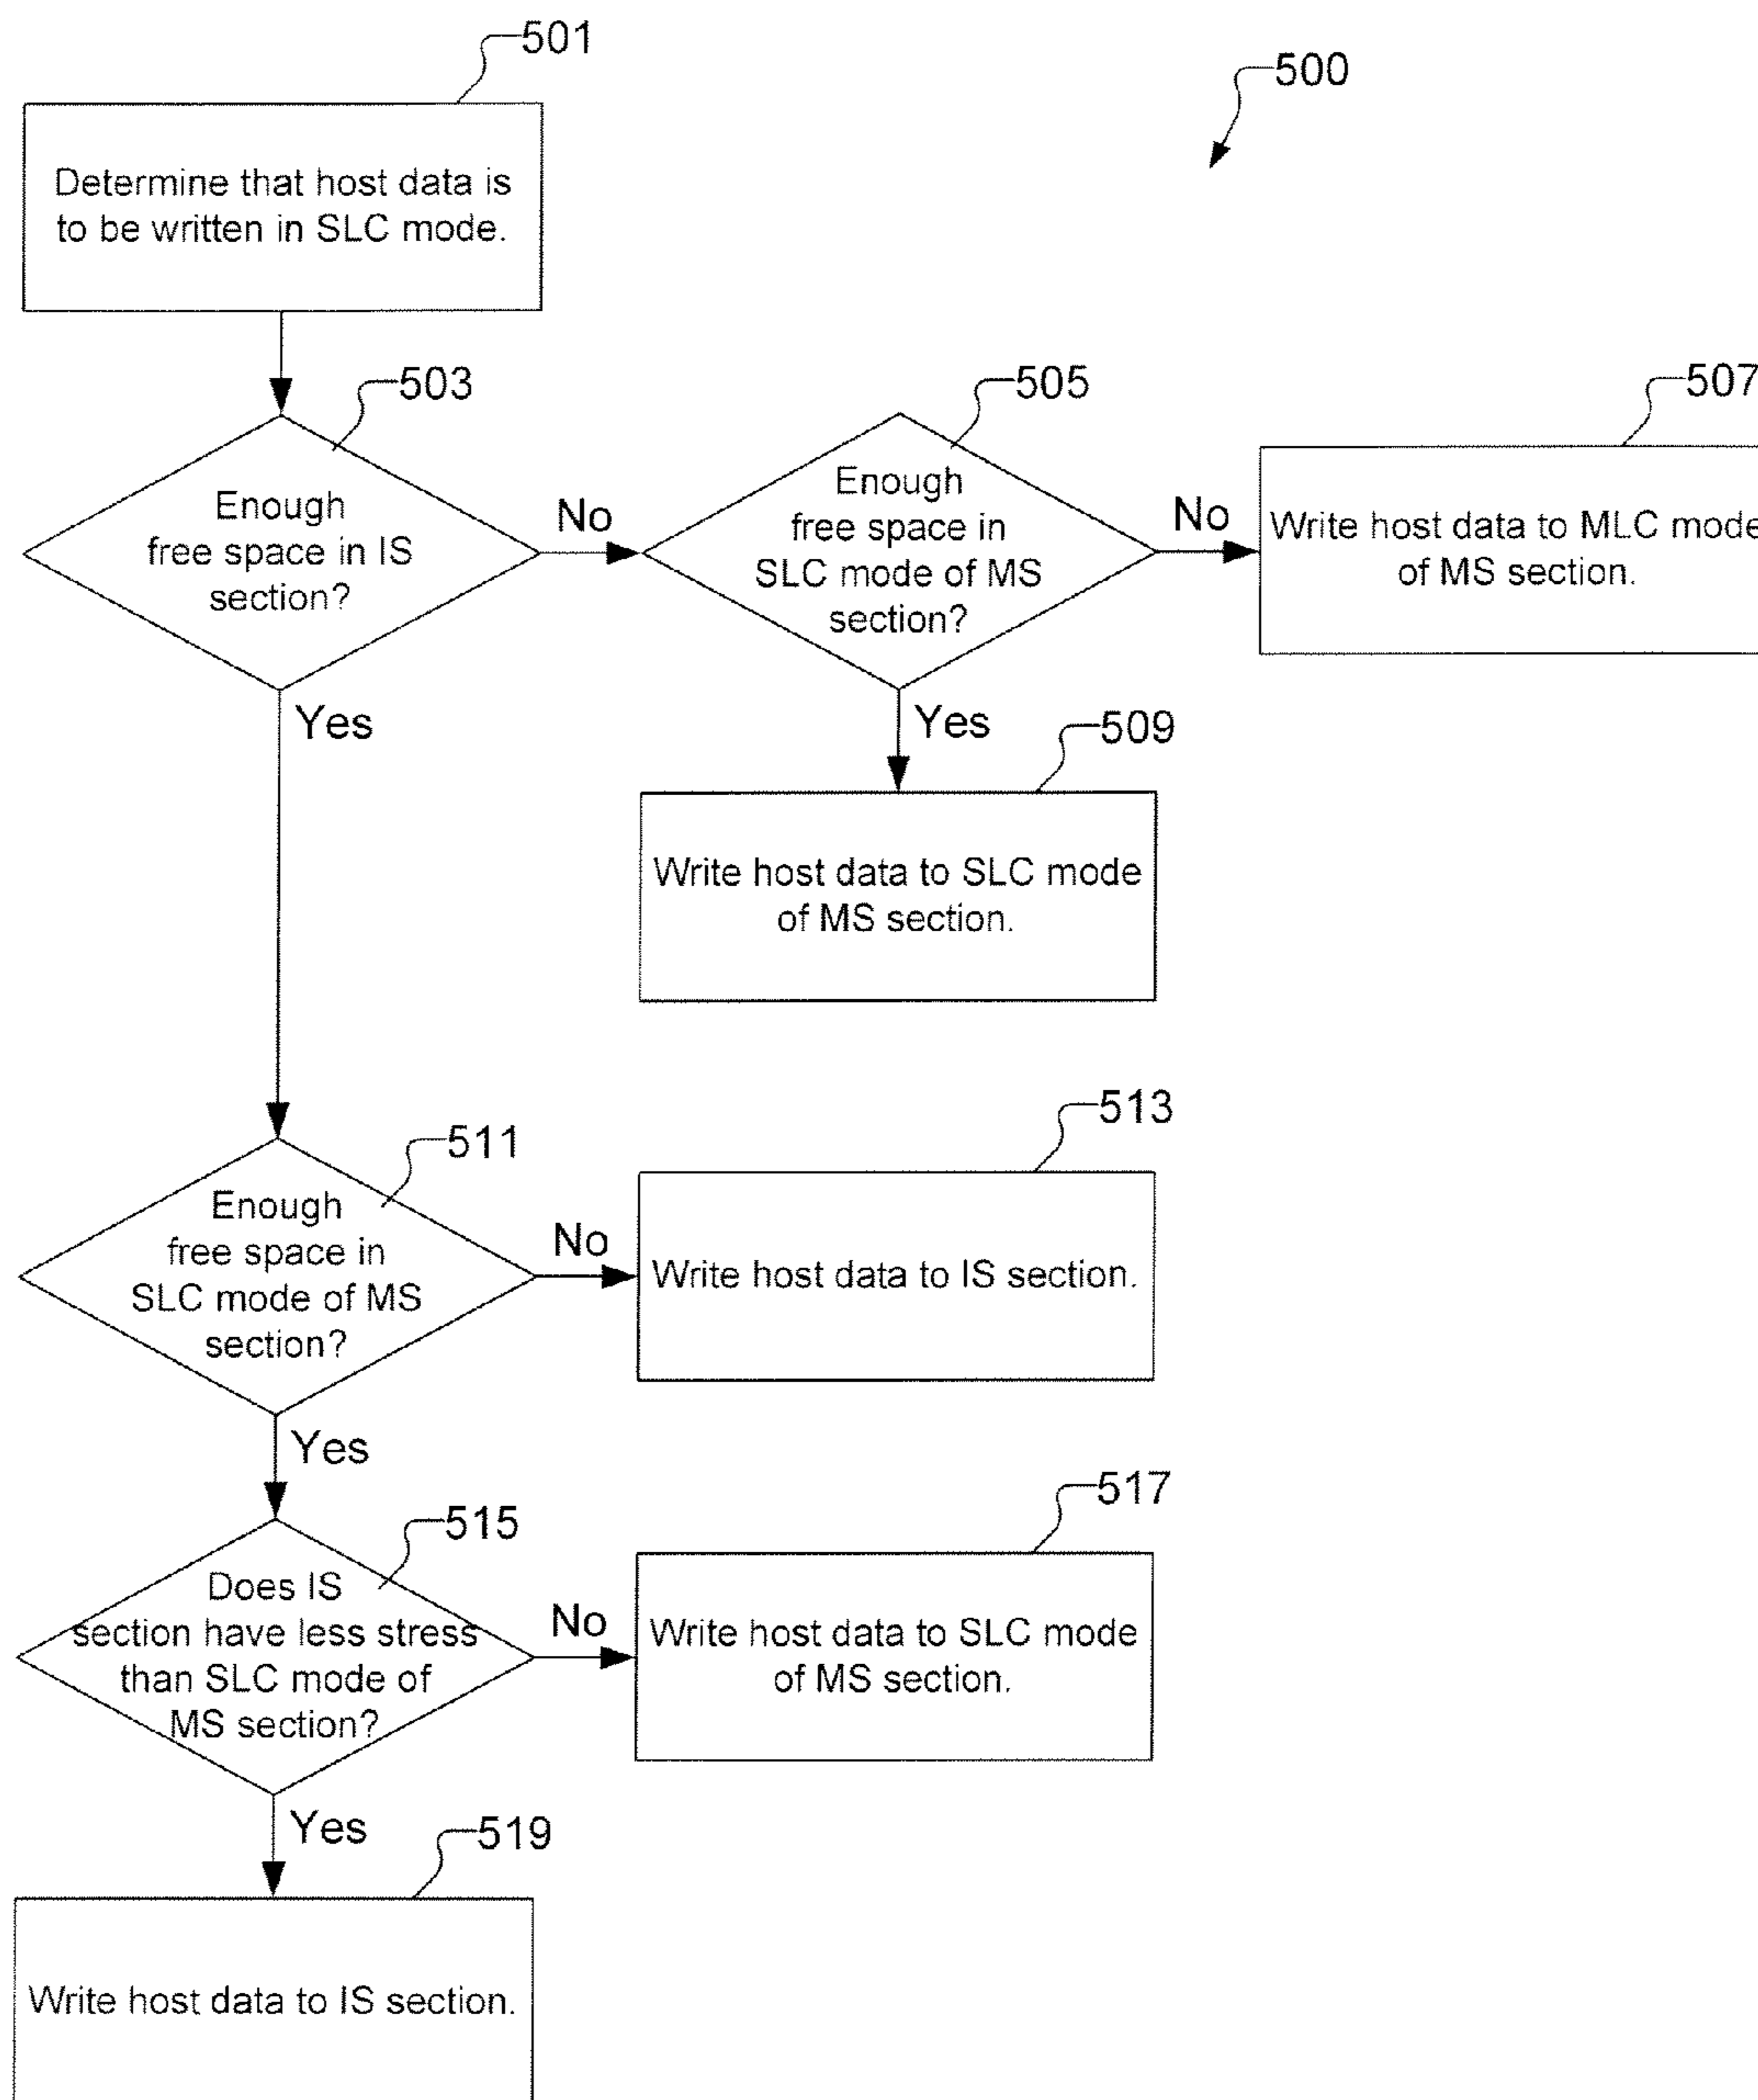 501
500
Determine that host data is
to be written in SLC mode.
503
505
507
Enough
free space in IS
section?
No
Enough
free space in
SLC mode of MS
section?
No
Write host data to MLC mode
of MS section.
Yes
Yes
509
Write host data to SLC mode
of MS section.
511
513
Enough
free space in
SLC mode of MS
section?
No
Write host data to IS section.
Yes
515
517
Does IS
section have less stress
than SLC mode of
MS section?
No
Write host data to SLC mode
of MS section.
Yes
519
Write host data to IS section.